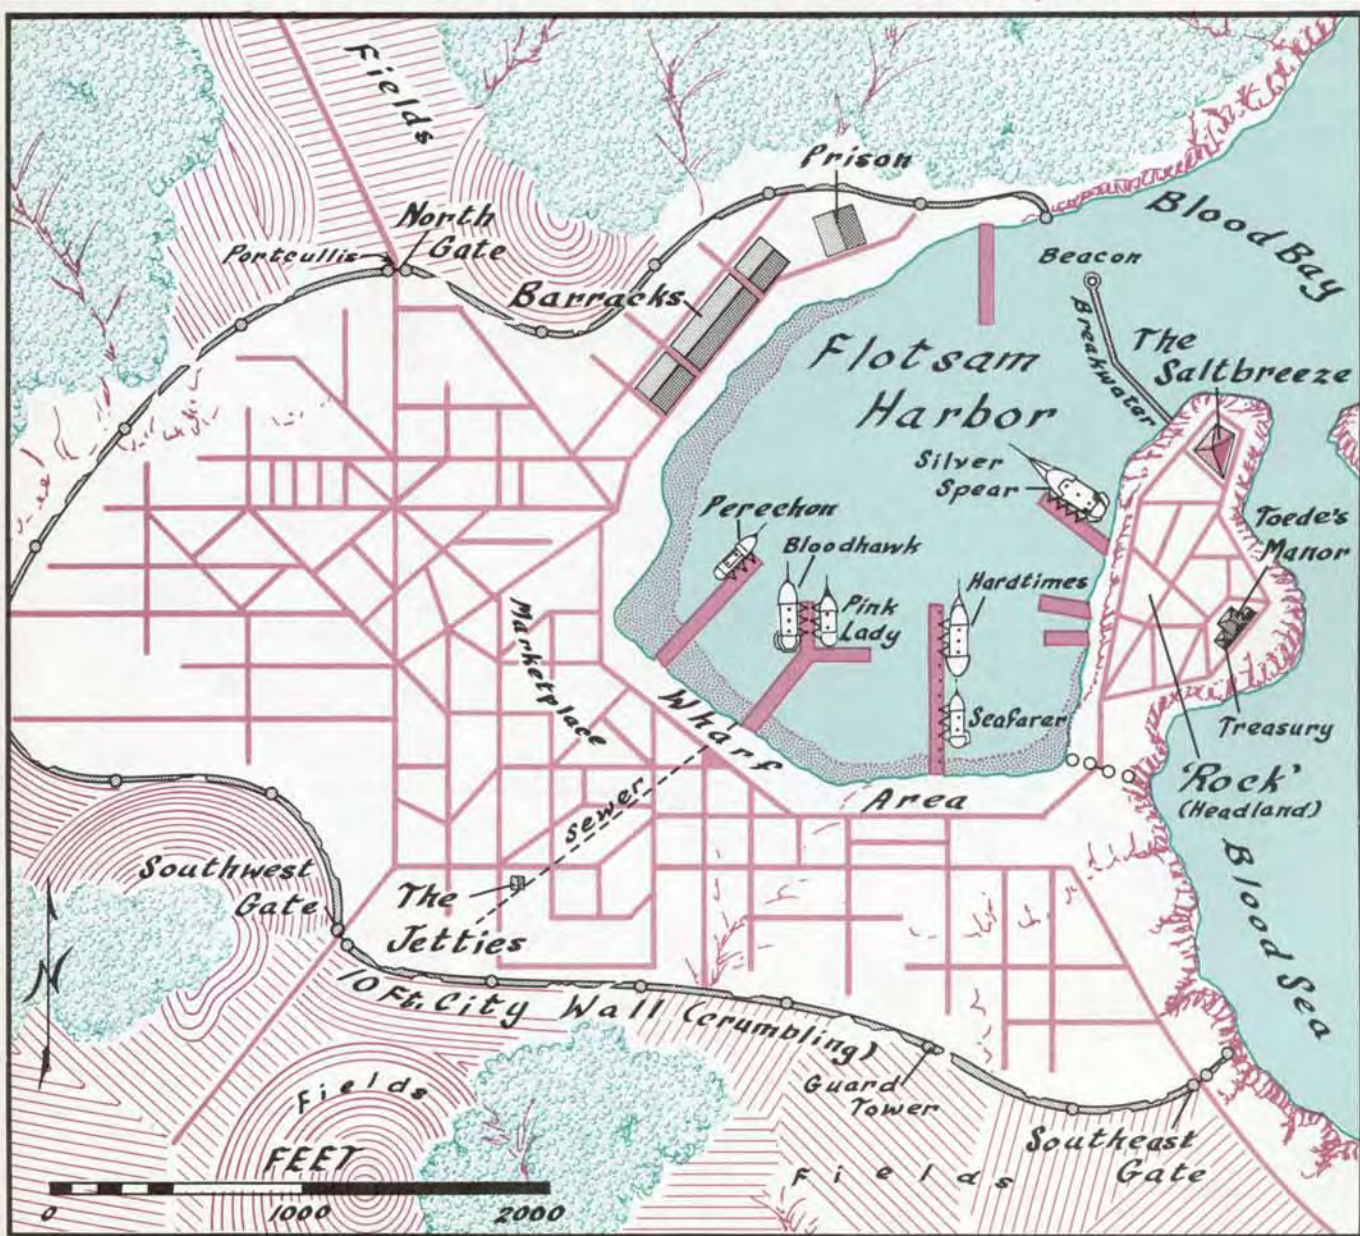 Fields
Prison
North
Gate
Portcullis
Barracks
Blood Bay
Beacon
Breakwater
The
Saltbreeze
Flotsam
Harbor
Silver
Spear
Perechon
Bloodhawk
Pink
Lady
Hardtimes
Toede's
Manor
Marketplace
Wharf
Area
Seafarer
Treasury
'Rock'
(Headland)
Sewer
Southwest
Gate
The
Jetties
Blood Sea
N
10 Ft. City Wall (crumbling)
Guard
Tower
Fields
Southeast
Gate
Fields
FEET
0 1000 2000